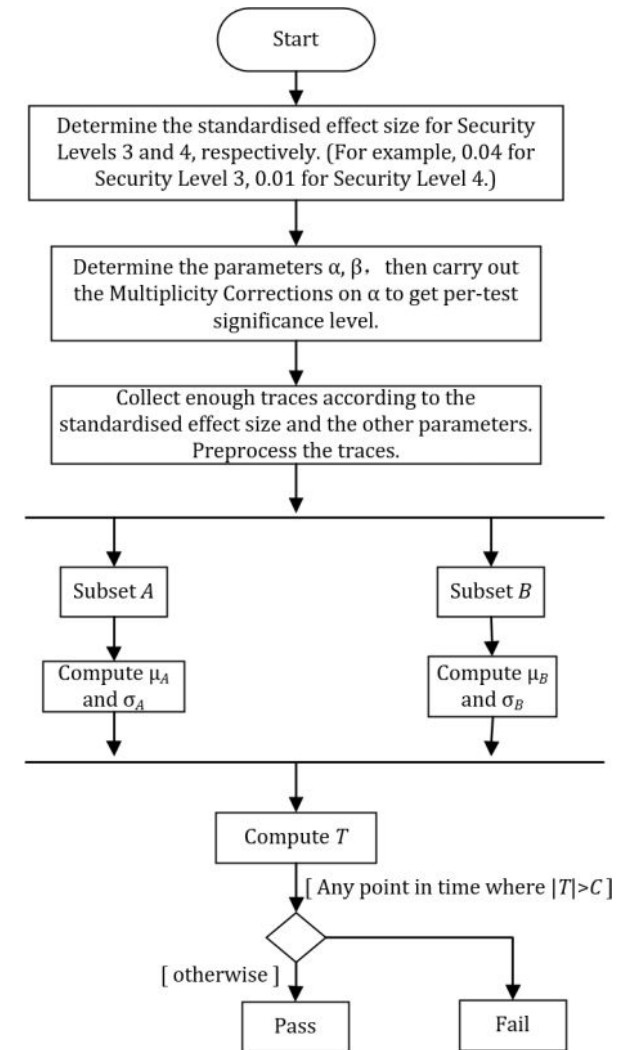 Start
Determine the standardised effect size for Security
Levels 3 and 4, respectively. (For example, 0.04 for
Security Level 3, 0.01 for Security Level 4.)
Determine the parameters α, β，then carry out
the Multiplicity Corrections on α to get per-test
significance level.
Collect enough traces according to the
standardised effect size and the other parameters.
Preprocess the traces.
Subset A
Subset B
Compute μA
and σA
Compute μB
and σB
Compute T
[ Any point in time where |T|>C ]
[ otherwise ]
Pass
Fail